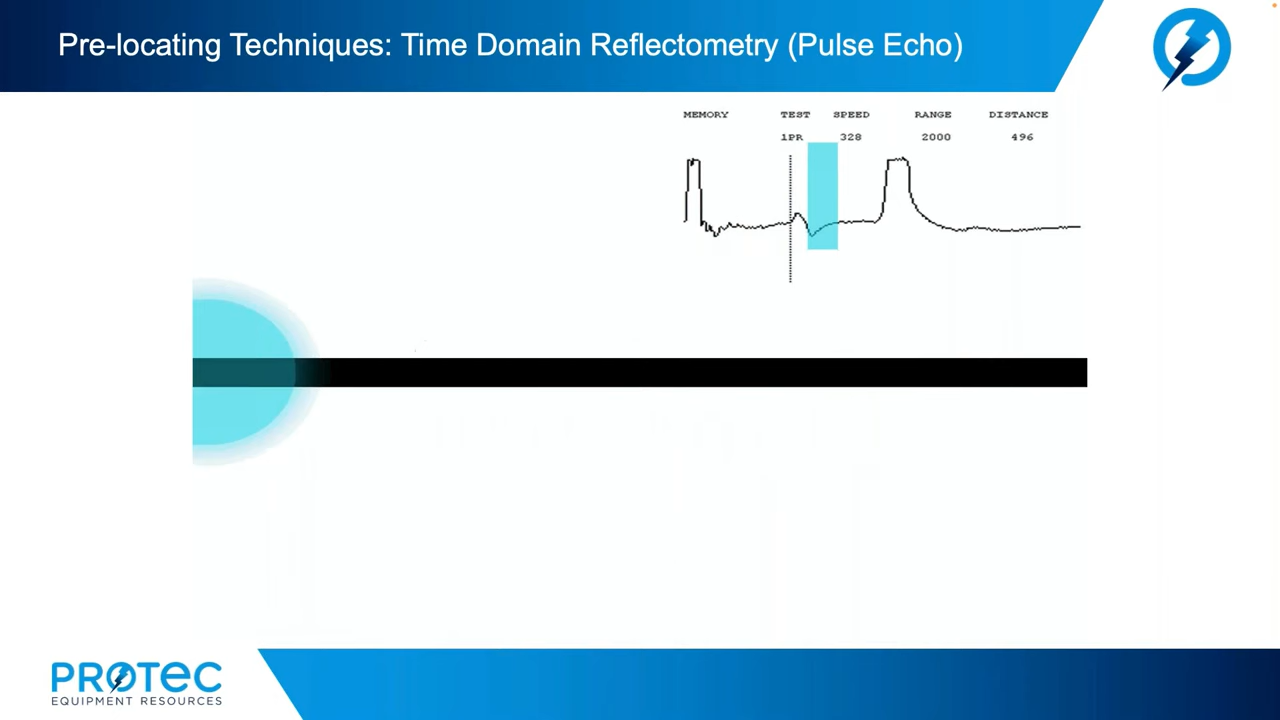 Pre-locating Techniques: Time Domain Reflectometry (Pulse Echo)
MEMORY TEST SPEED RANGE DISTANCE
1PR 328 2000 496
PROTEC
EQUIPMENT RESOURCES